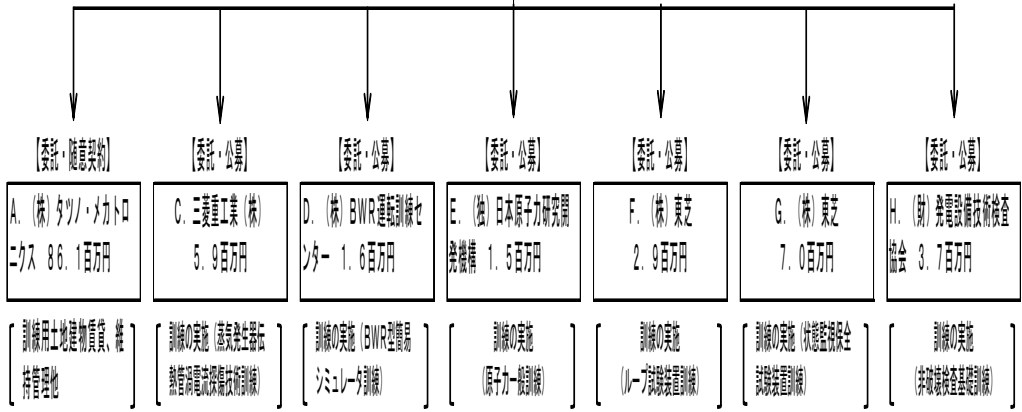 【委託・随意契約】
【委託・公募】
【委託・公募】
【委託・公募】
【委託・公募】
【委託・公募】
【委託・公募】
A．（株）タツノ・メカトロ
ニクス　８６．１百万円
C．三菱重工業（株）
５．９百万円
D．（株）BWR運転訓練セ
ンター　１．６百万円
E．（独）日本原子力研究開
発機構　１．５百万円
F．（株）東芝
２．９百万円
G．（株）東芝
７．０百万円
H．（財）発電設備技術検査
協会　３．７百万円
訓練用土地建物賃貸、維
持管理他
訓練の実施（蒸気発生器伝
熱管渦電流探傷技術訓練）
訓練の実施（BWR型簡易
シミュレータ訓練）
訓練の実施
（原子力一般訓練）
訓練の実施
（ループ試験装置訓練）
訓練の実施（状態監視保全
試験装置訓練）
訓練の実施
（非破壊検査基礎訓練）